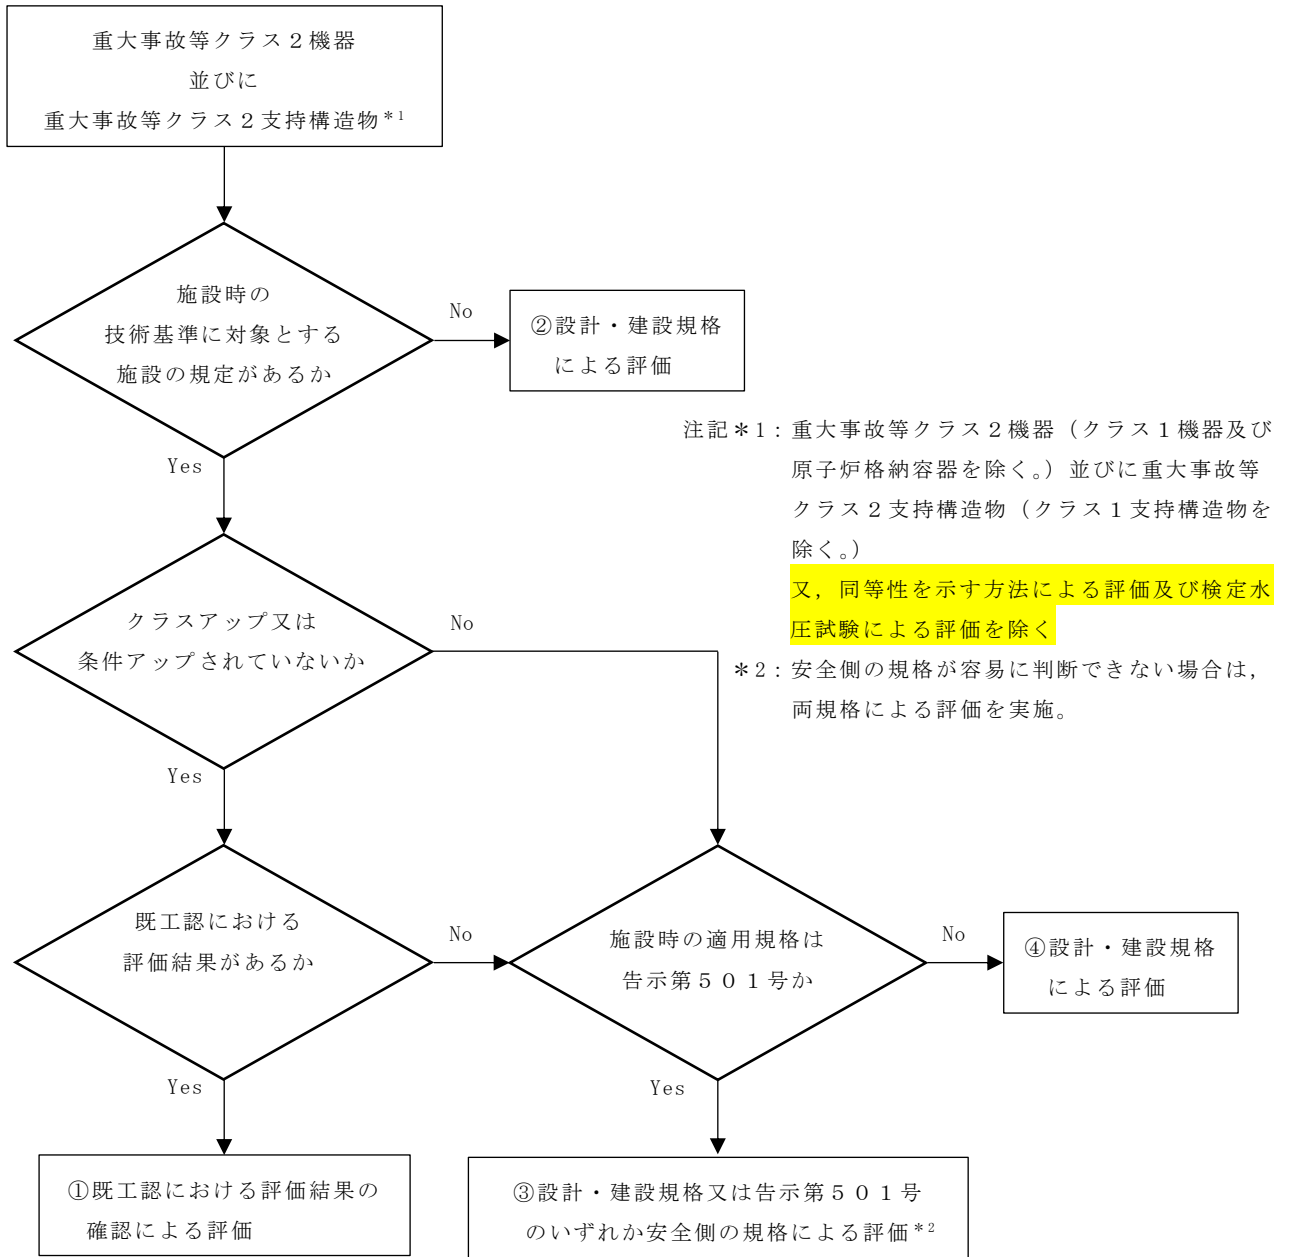 重大事故等クラス２機器
並びに
重大事故等クラス２支持構造物*1
施設時の
技術基準に対象とする
施設の規定があるか
No
②設計・建設規格
による評価
Yes
注記＊1：重大事故等クラス２機器（クラス１機器及び
原子炉格納容器を除く。）並びに重大事故等
クラス２支持構造物（クラス１支持構造物を
除く。）
又，同等性を示す方法による評価及び検定水
圧試験による評価を除く
＊2：安全側の規格が容易に判断できない場合は，
両規格による評価を実施。
クラスアップ又は
条件アップされていないか
No
Yes
既工認における
評価結果があるか
No
施設時の適用規格は
告示第５０１号か
No
④設計・建設規格
による評価
Yes
Yes
①既工認における評価結果の
確認による評価
③設計・建設規格又は告示第５０１号
のいずれか安全側の規格による評価*2